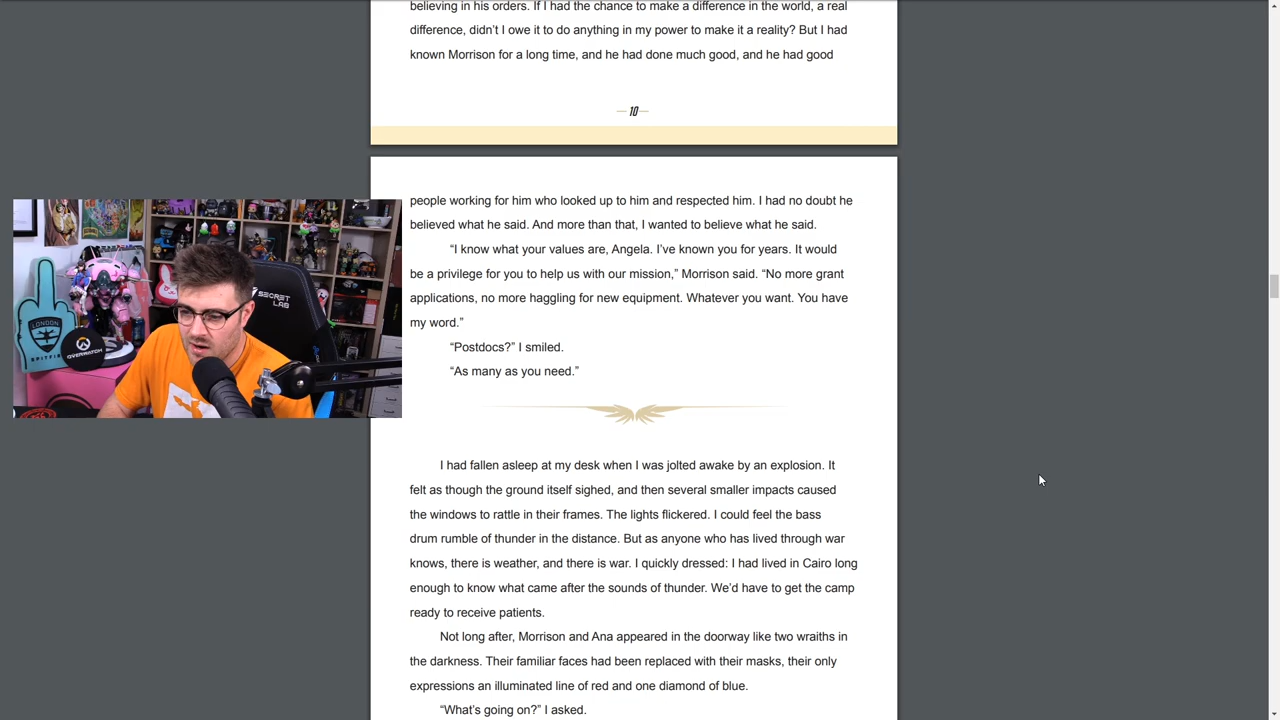 believing in his orders. If I had the chance to make a difference in the world, a real
difference, didn’t I owe it to do anything in my power to make it a reality? But I had
known Morrison for a long time, and he had done much good, and he had good
10
people working for him who looked up to him and respected him. I had no doubt he
believed what he said. And more than that, I wanted to believe what he said.
“I know what your values are, Angela. I’ve known you for years. It would
be a privilege for you to help us with our mission,” Morrison said. “No more grant
applications, no more haggling for new equipment. Whatever you want. You have
my word.”
“Postdocs?” I smiled.
“As many as you need.”
I had fallen asleep at my desk when I was jolted awake by an explosion. It
felt as though the ground itself sighed, and then several smaller impacts caused
the windows to rattle in their frames. The lights flickered. I could feel the bass
drum rumble of thunder in the distance. But as anyone who has lived through war
knows, there is weather, and there is war. I quickly dressed: I had lived in Cairo long
enough to know what came after the sounds of thunder. We’d have to get the camp
ready to receive patients.
Not long after, Morrison and Ana appeared in the doorway like two wraiths in
the darkness. Their familiar faces had been replaced with their masks, their only
expressions an illuminated line of red and one diamond of blue.
“What’s going on?” I asked.
SECRET
LAB
LONDON
SPITFIRE
OVERWATCH